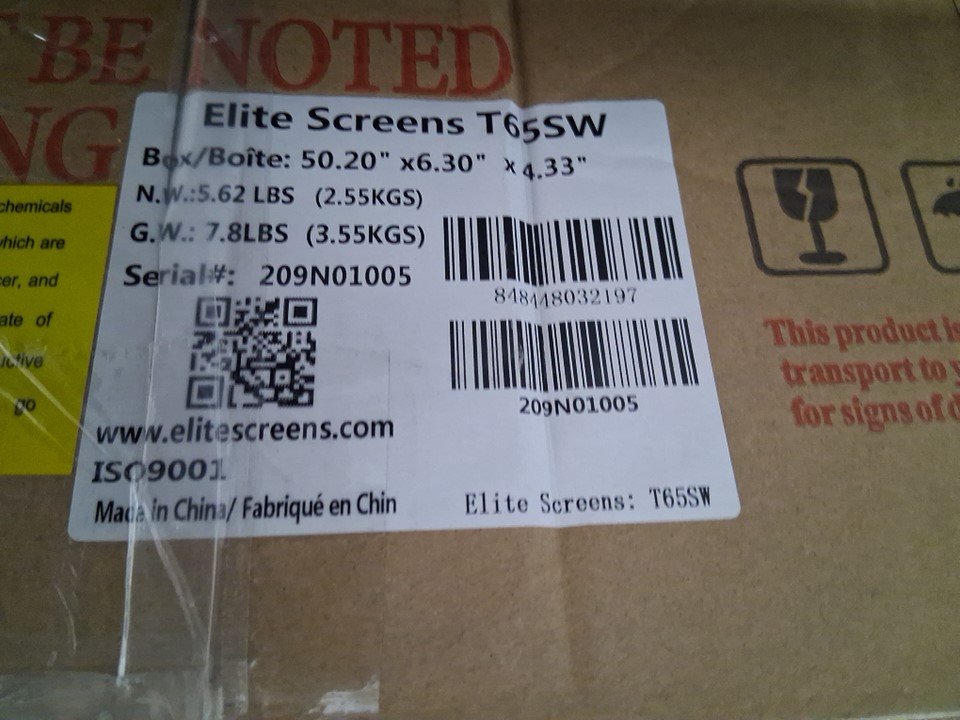 T BE NOTED
NG
Elite Screens T65SW
Box/Boîte: 50.20" x6.30" x 4.33"
N.W.:5.62 LBS (2.55KGS)
G.W.: 7.8LBS (3.55KGS)
Serial#: 209N01005
848448032197
209N01005
www.elitescreens.com
ISO9001
Made in China/ Fabriqué en Chin
Elite Screens: T65SW
chemicals
which are
cer, and
ate of
uctive
go
This product is
transport to y
for signs of d